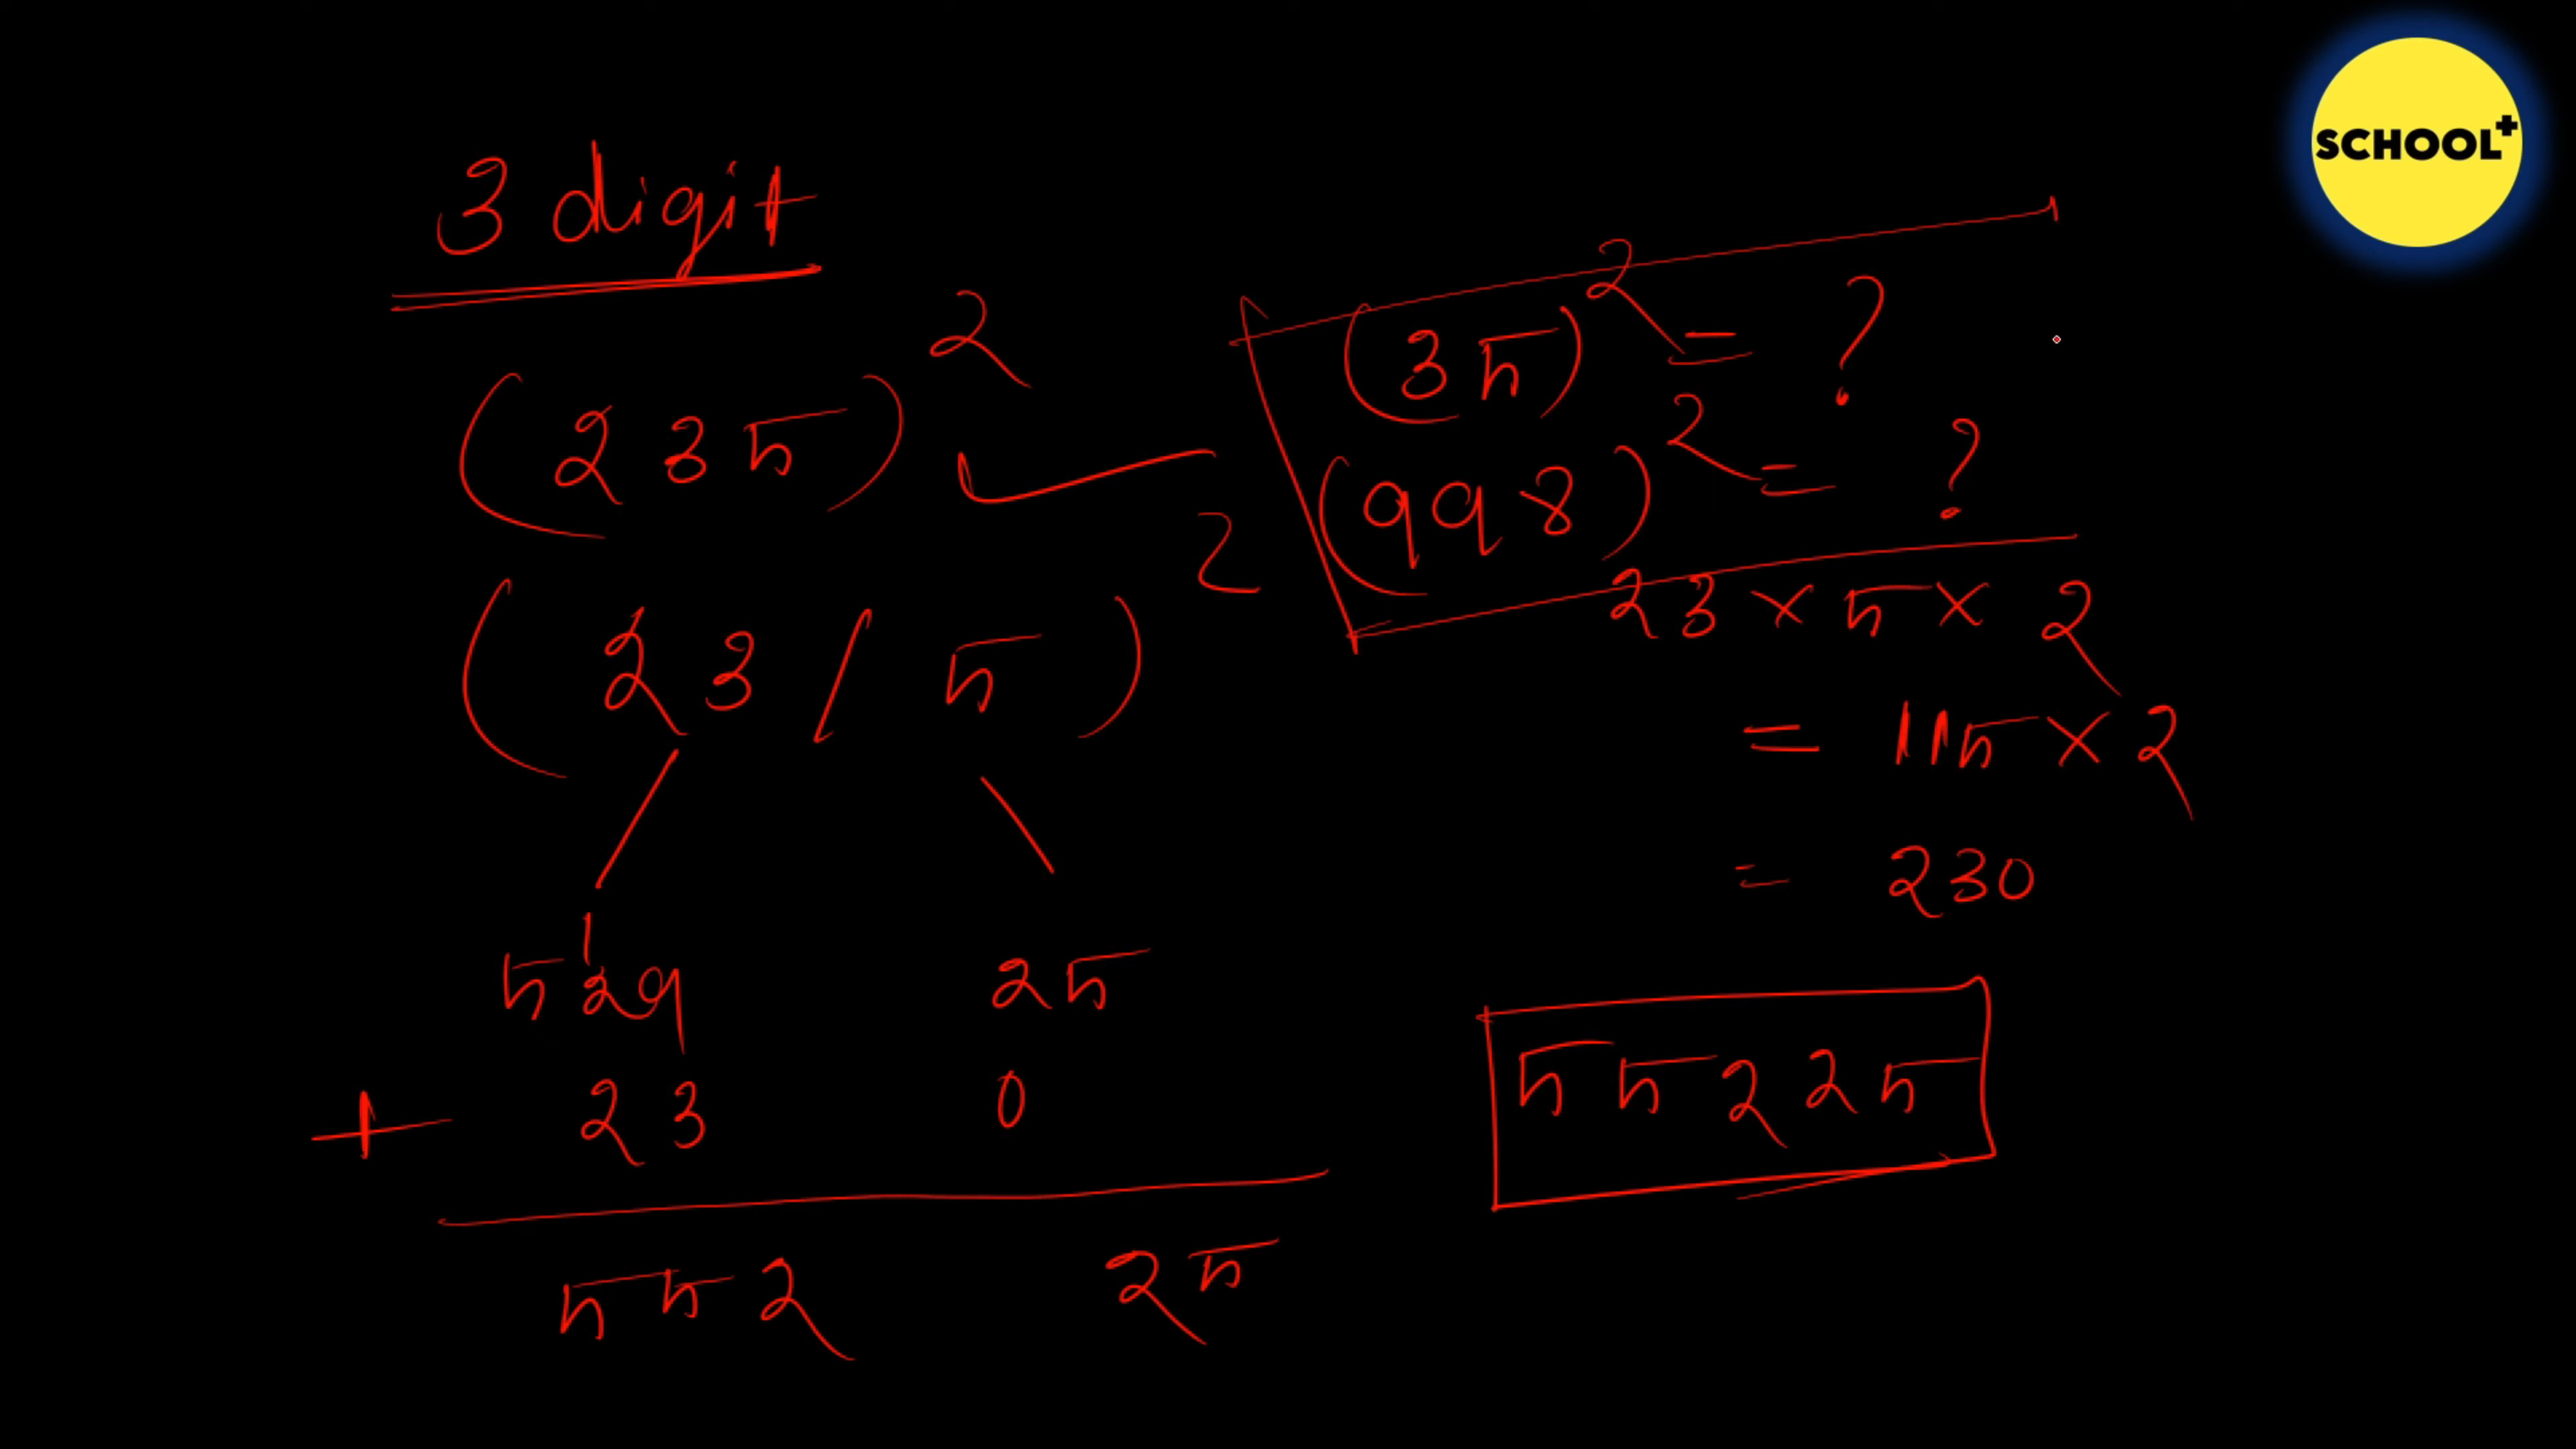 SCHOOL+
3 digit
(235)²
(35)² = ?
(998)² = ?
(23/5)²
23 × 5 × 2
= 115 × 2
= 230
1
529 25
+ 23 0
552 25
55225